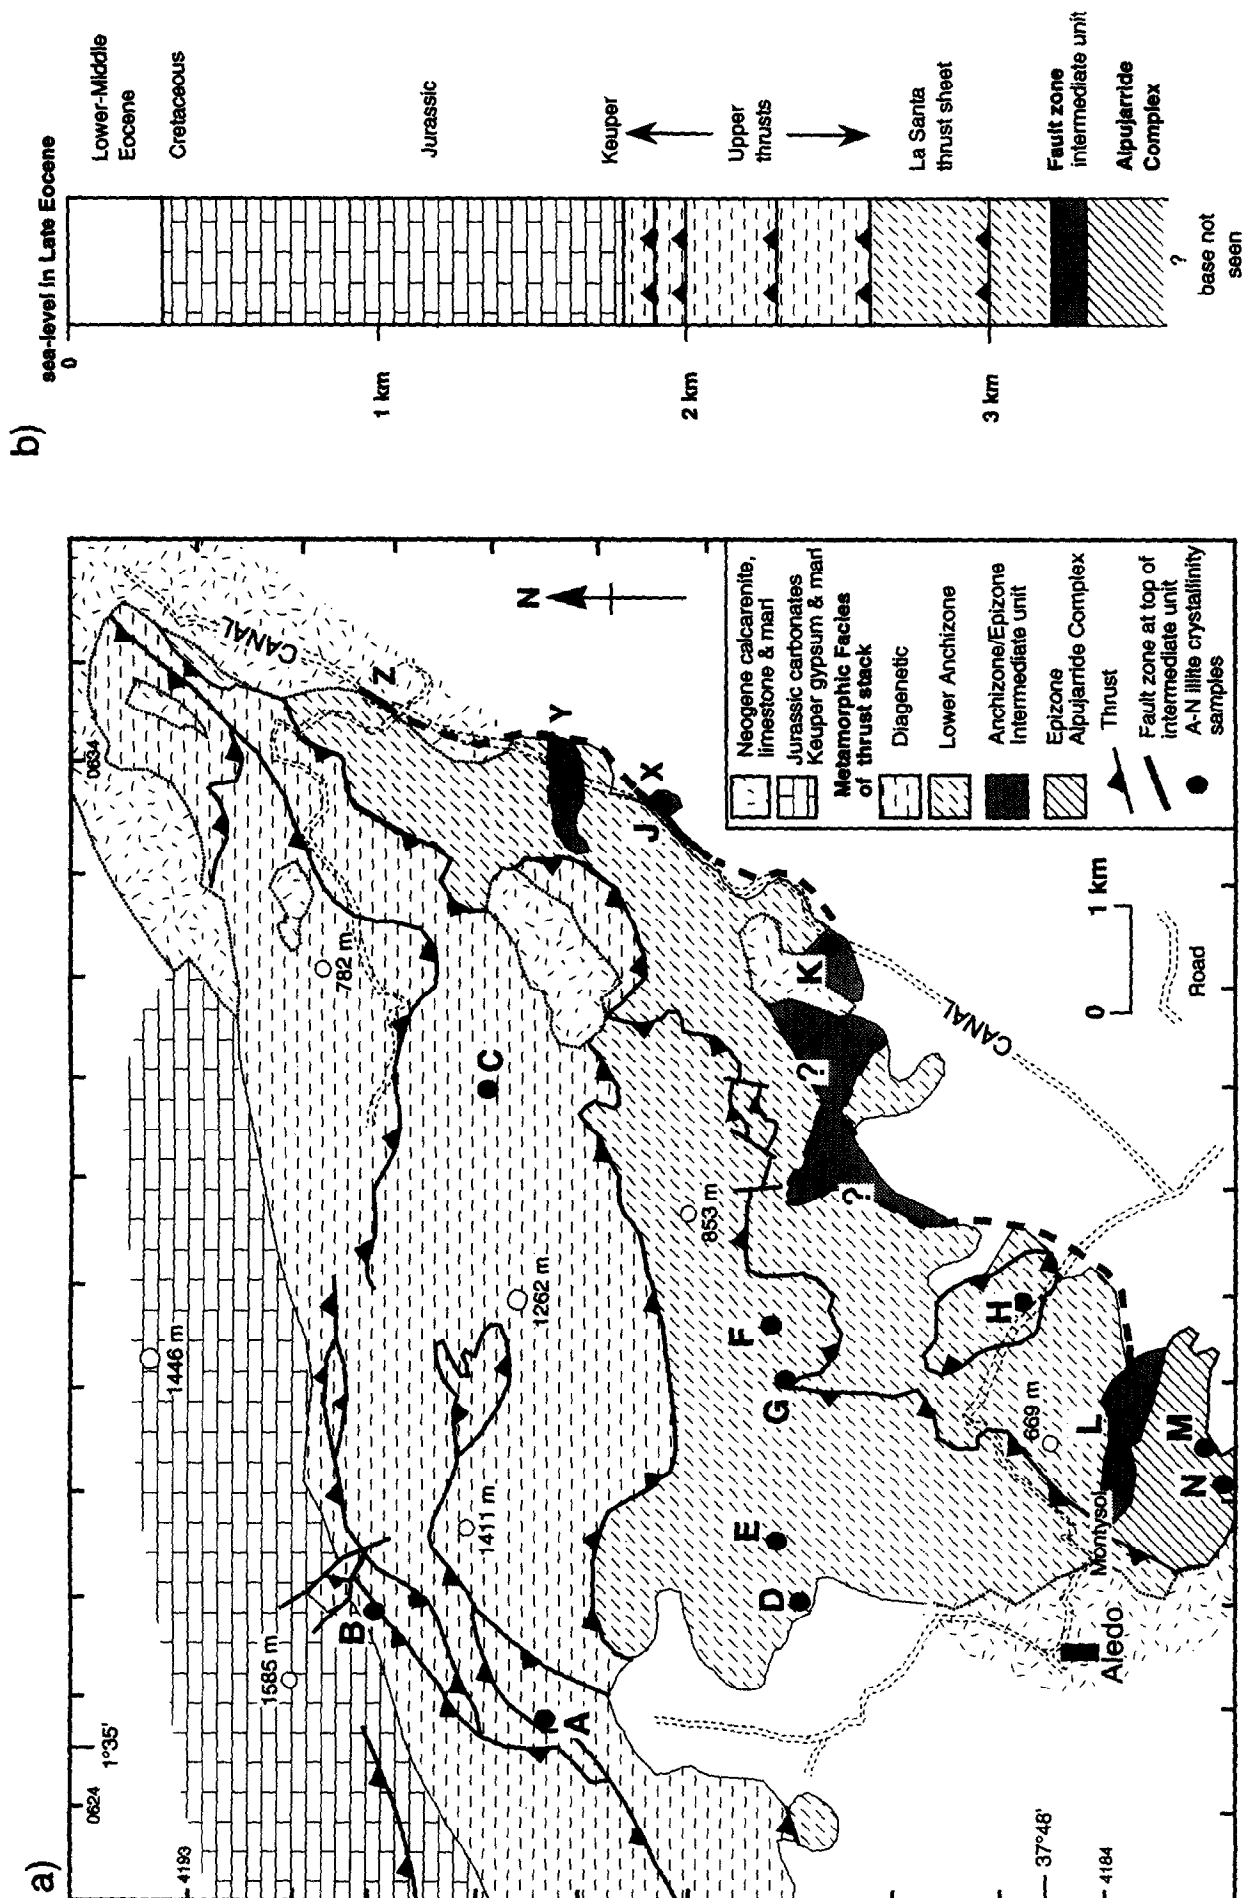 a)
0624
1°35'
0634
4193
37°48'
4184
1585 m
1446 m
1411 m
1262 m
782 m
853 m
669 m
A
B
C
D
E
F
G
H
J
K
L
M
N
X
Y
Z
?
?
CANAL
CANAL
Aledo
Montysol
N
0 1 km
Road
Neogene calcarenite,
limestone & marl
Jurassic carbonates
Keuper gypsum & marl
Metamorphic Facies
of thrust stack
Diagenetic
Lower Anchizone
Anchizone/Epizone
Intermediate unit
Epizone
Alpujarride Complex
Thrust
Fault zone at top of
intermediate unit
A-N illite crystallinity
samples
b)
sea-level in Late Eocene
0
1 km
2 km
3 km
Lower-Middle
Eocene
Cretaceous
Jurassic
Keuper
Upper
thrusts
La Santa
thrust sheet
Fault zone
intermediate unit
Alpujarride
Complex
?
base not
seen